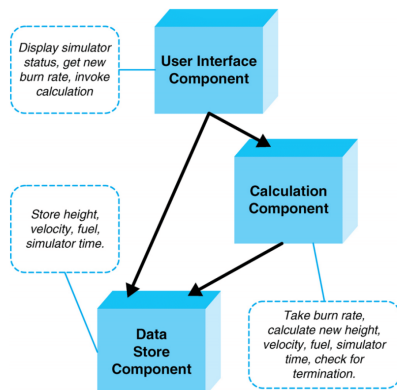 Display simulator
status, get new
burn rate, invoke
calculation
User Interface
Component
Calculation
Component
Store height,
velocity, fuel,
simulator time.
Data
Store
Component
Take burn rate,
calculate new height,
velocity, fuel, simulator
time, check for
termination.